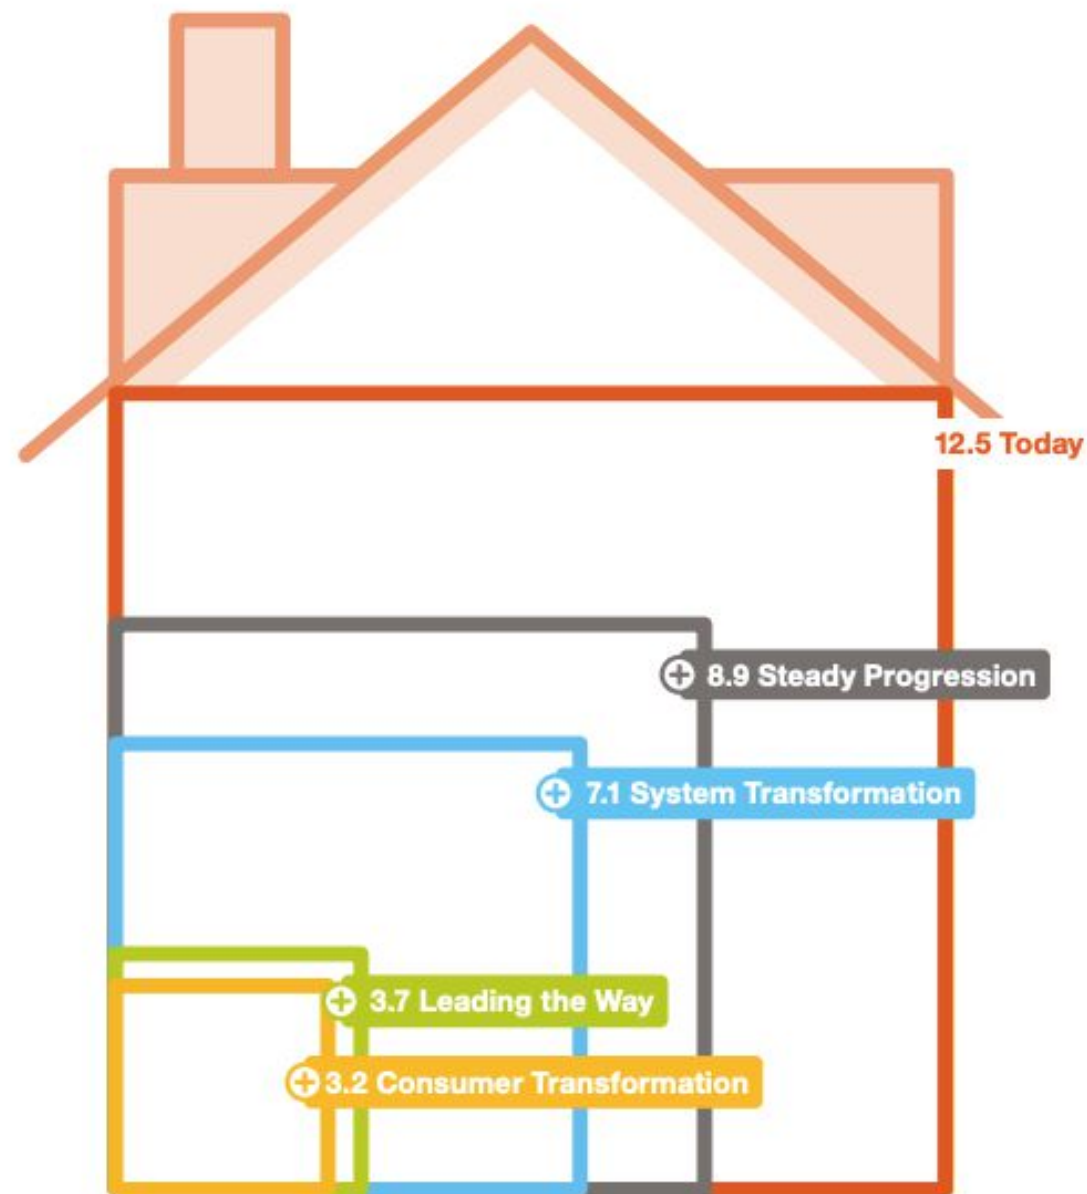 12.5 Today
8.9 Steady Progression
7.1 System Transformation
3.7 Leading the Way
3.2 Consumer Transformation